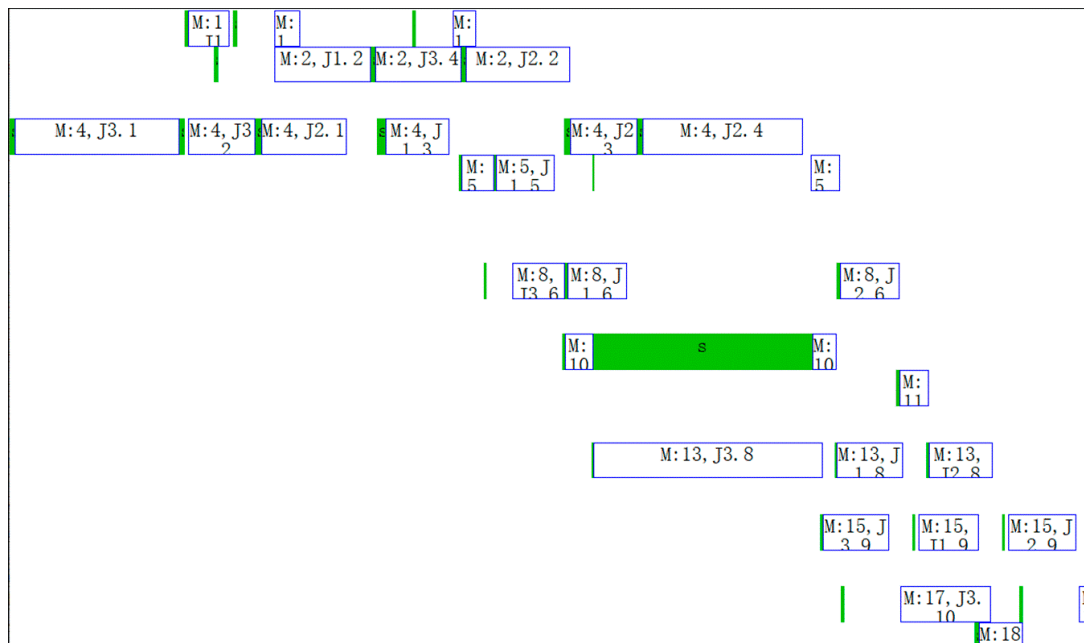 M:1
J1
M:
1
M:
1
M:2,J1.2
M:2,J3.4
M:2,J2.2
s
M:4,J3.1
s
M:4,J3
2
s
M:4,J2.1
s
M:4,J
1 3
s
M:4,J2
3
s
M:4,J2.4
M:
5
M:5,J
1 5
M:
5
M:8,
J3 6
M:8,J
1 6
M:8,J
2 6
M:
10
s
M:
10
M:
11
M:13,J3.8
M:13,J
1 8
M:13,
J2 8
M:15,J
3 9
M:15,
J1 9
M:15,J
2 9
M:17,J3.
10
M:18